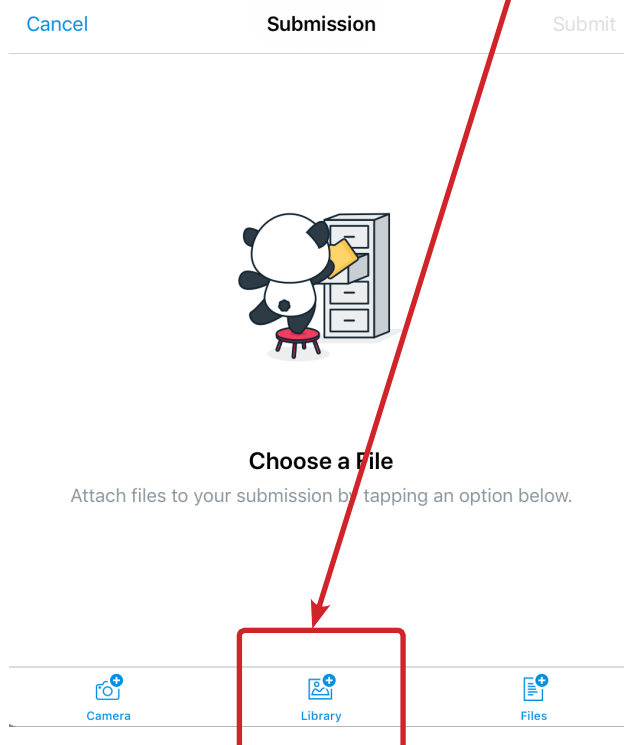 Cancel Submission Submit
Choose a File
Attach files to your submission by tapping an option below.
Camera Library Files